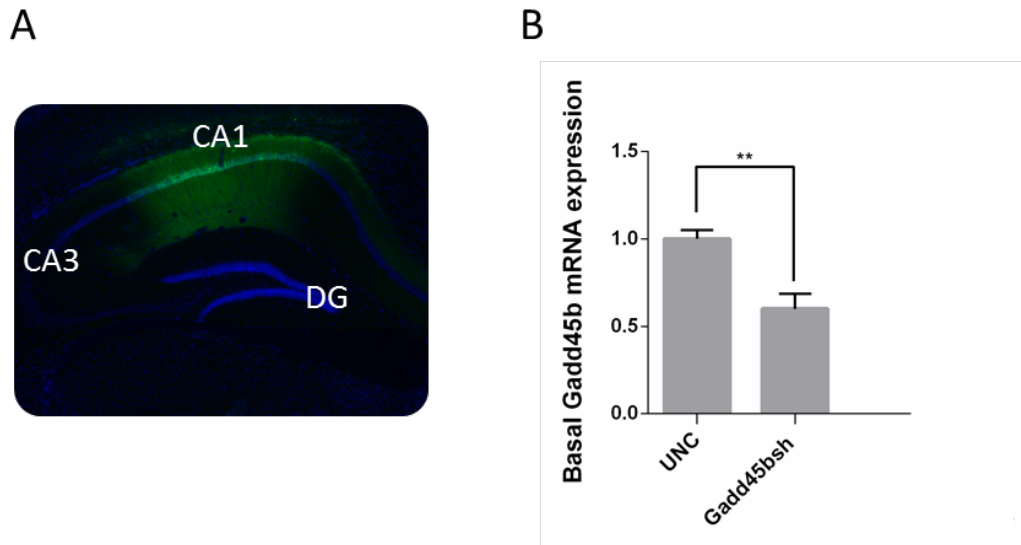 A
CA1
CA3
DG
B
Basal Gadd45b mRNA expression
1.5
1.0
0.5
0.0
**
UNC
Gadd45bsh